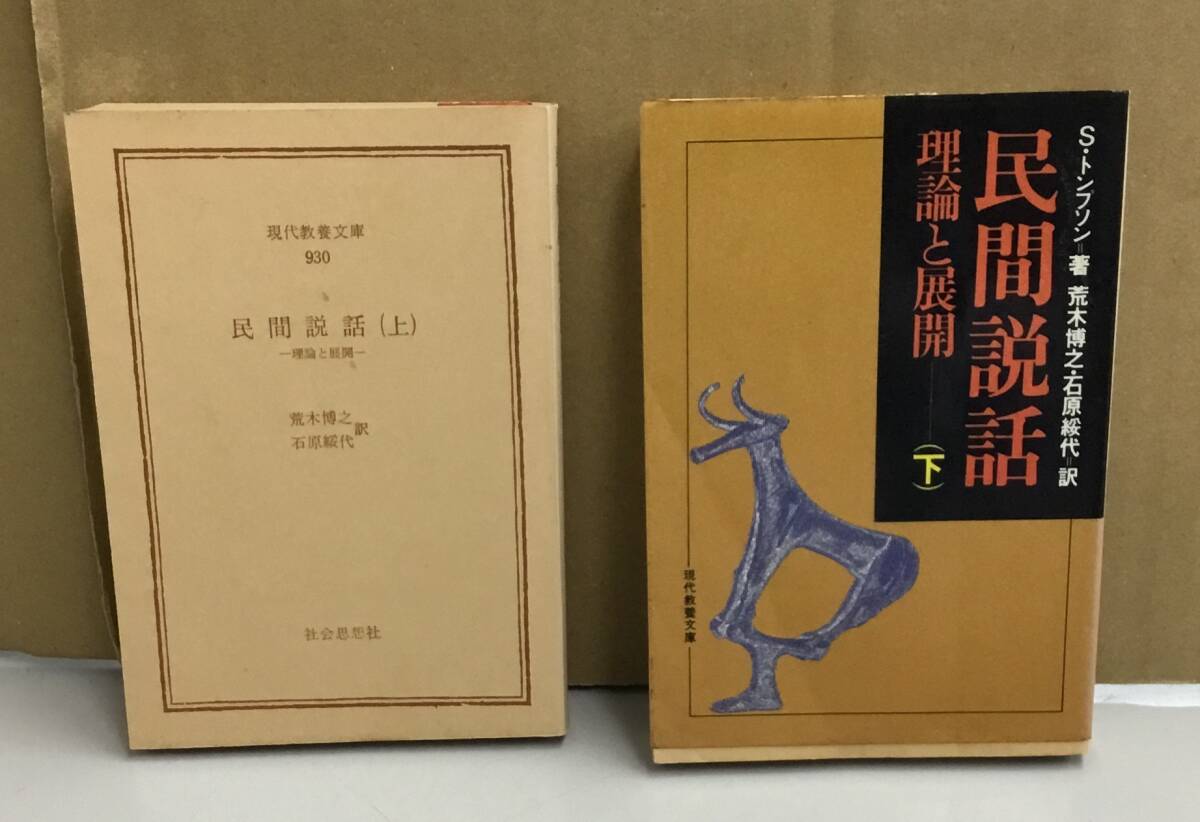 現代教養文庫
930
民間説話(上)
―理論と展開―
荒木博之
石原綏代
訳
社会思想社
S・トンプソン=著 荒木博之・石原綏代=訳
民間説話
理論と展開――(下)
現代教養文庫